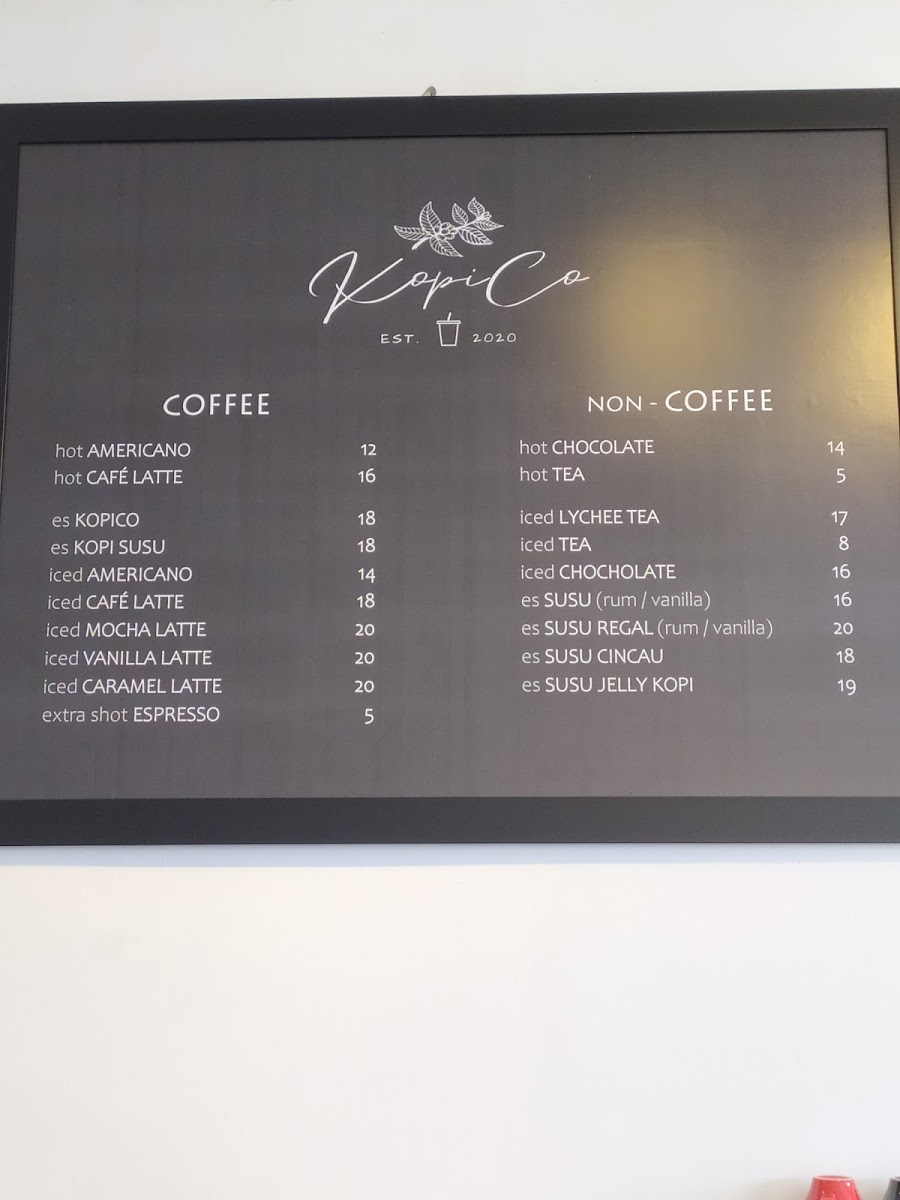 KopiCo
EST. 2020
COFFEE
hot AMERICANO 12
hot CAFÉ LATTE 16
es KOPICO 18
es KOPI SUSU 18
iced AMERICANO 14
iced CAFÉ LATTE 18
iced MOCHA LATTE 20
iced VANILLA LATTE 20
iced CARAMEL LATTE 20
extra shot ESPRESSO 5
NON - COFFEE
hot CHOCOLATE 14
hot TEA 5
iced LYCHEE TEA 17
iced TEA 8
iced CHOCHOLATE 16
es SUSU (rum / vanilla) 16
es SUSU REGAL (rum / vanilla) 20
es SUSU CINCAU 18
es SUSU JELLY KOPI 19